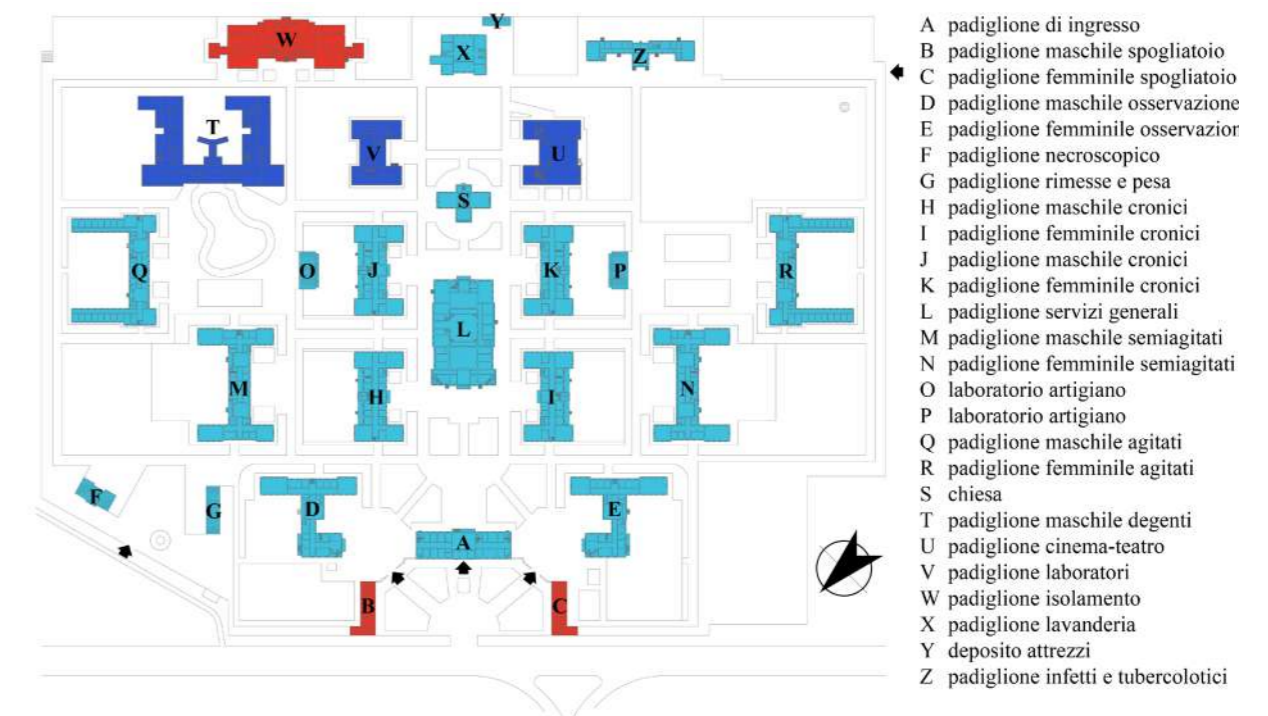 Y
W
X
Z
T
V
U
S
Q
O
J
K
P
R
L
M
H
I
N
F
G
D
E
A
B
C
A padiglione di ingresso
B padiglione maschile spogliatoio
C padiglione femminile spogliatoio
D padiglione maschile osservazione
E padiglione femminile osservazion
F padiglione necroscopico
G padiglione rimesse e pesa
H padiglione maschile cronici
I padiglione femminile cronici
J padiglione maschile cronici
K padiglione femminile cronici
L padiglione servizi generali
M padiglione maschile semiagitati
N padiglione femminile semiagitati
O laboratorio artigiano
P laboratorio artigiano
Q padiglione maschile agitati
R padiglione femminile agitati
S chiesa
T padiglione maschile degenti
U padiglione cinema-teatro
V padiglione laboratori
W padiglione isolamento
X padiglione lavanderia
Y deposito attrezzi
Z padiglione infetti e tubercolotici